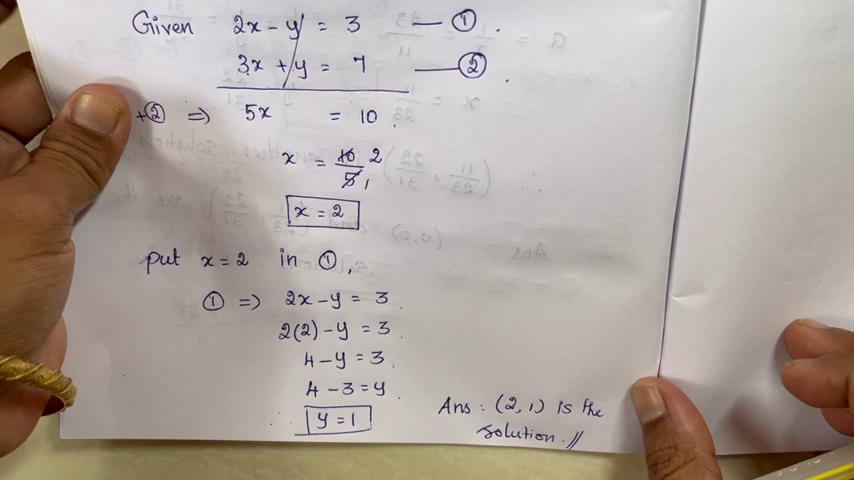 Given 2x - y = 3 — ①
3x + y = 7 — ②
+② ⇒ 5x = 10
x = 10/5 2/1
x = 2
put x = 2 in ①,
① ⇒ 2x - y = 3
2(2) - y = 3
4 - y = 3
4 - 3 = y
∴ y = 1
Ans : (2, 1) is the
solution. //